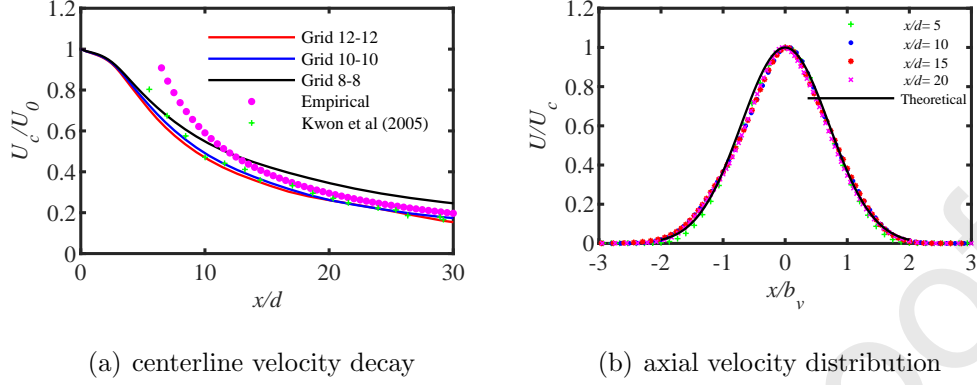 1.2
1
0.8
0.6
0.4
0.2
0
0 10 20 30
U_c/U_0
x/d
Grid 12-12
Grid 10-10
Grid 8-8
Empirical
Kwon et al (2005)
(a) centerline velocity decay
1.2
1
0.8
0.6
0.4
0.2
0
-3 -2 -1 0 1 2 3
U/U_c
x/b_v
x/d= 5
x/d= 10
x/d= 15
x/d= 20
Theoretical
(b) axial velocity distribution